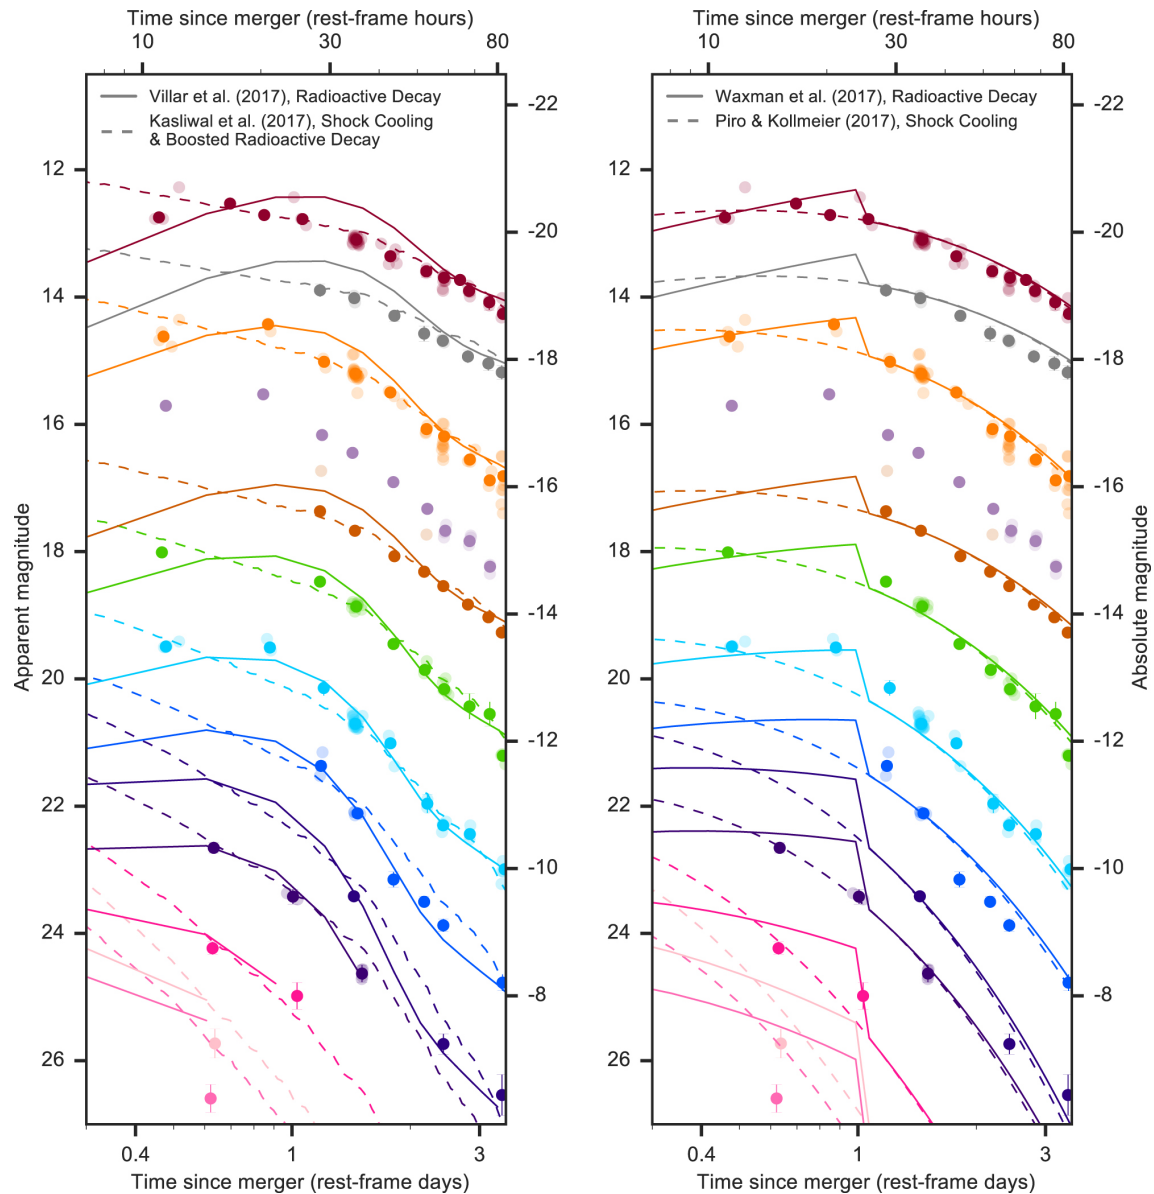 Time since merger (rest-frame hours)
10 30 80
Villar et al. (2017), Radioactive Decay
Kasliwal et al. (2017), Shock Cooling
& Boosted Radioactive Decay
-22
12
-20
14
-18
16
-16
18
-14
20
-12
22
-10
24
-8
26
Apparent magnitude
0.4 1 3
Time since merger (rest-frame days)
Time since merger (rest-frame hours)
10 30 80
Waxman et al. (2017), Radioactive Decay
Piro & Kollmeier (2017), Shock Cooling
-22
12
-20
14
-18
16
-16
18
-14
20
-12
22
-10
24
-8
26
Absolute magnitude
0.4 1 3
Time since merger (rest-frame days)